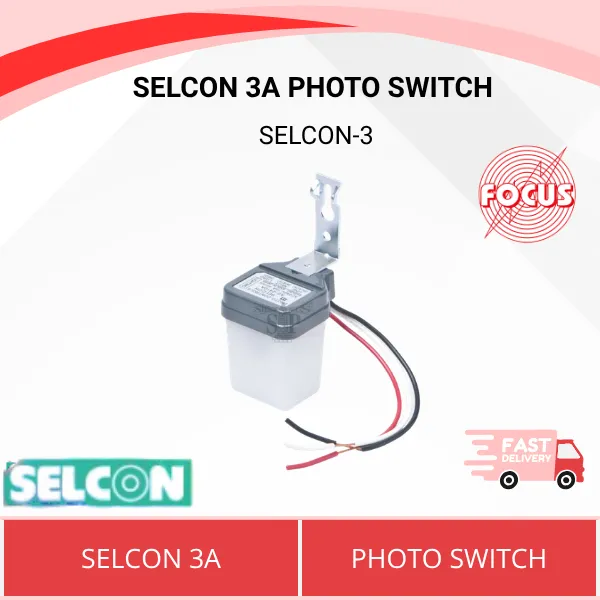 SELCON 3A PHOTO SWITCH
SELCON-3
FOCUS
FAST
DELIVERY
SELCON
SELCON 3A
PHOTO SWITCH